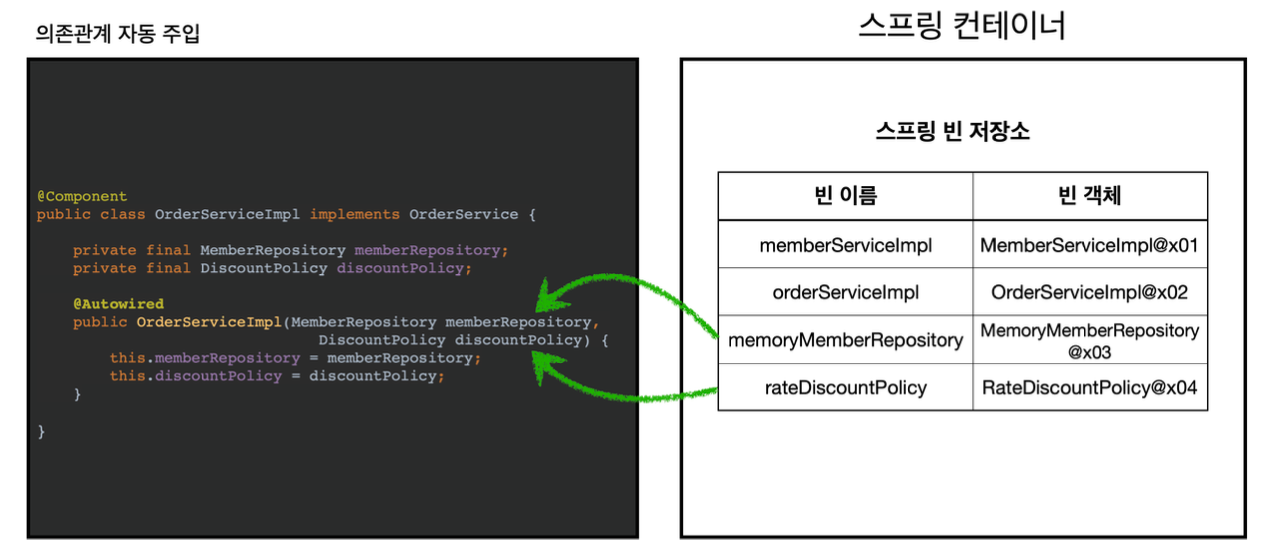 의존관계 자동 주입
@Component
public class OrderServiceImpl implements OrderService {
private final MemberRepository memberRepository;
private final DiscountPolicy discountPolicy;
@Autowired
public OrderServiceImpl(MemberRepository memberRepository,
DiscountPolicy discountPolicy) {
this.memberRepository = memberRepository;
this.discountPolicy = discountPolicy;
}
}
스프링 컨테이너
스프링 빈 저장소
빈 이름 빈 객체
memberServiceImpl MemberServiceImpl@x01
orderServiceImpl OrderServiceImpl@x02
memoryMemberRepository MemoryMemberRepository
@x03
rateDiscountPolicy RateDiscountPolicy@x04